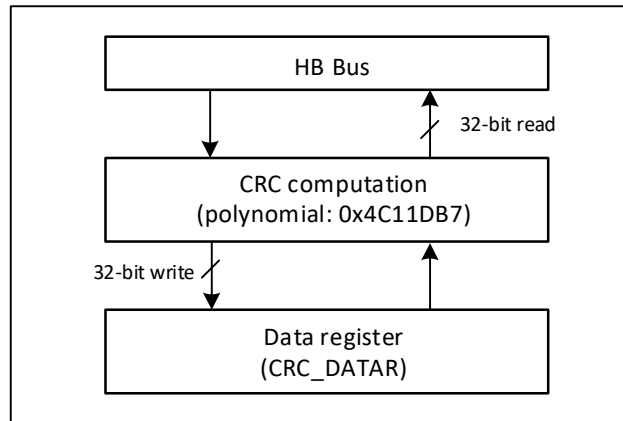 HB Bus
32-bit read
CRC computation
(polynomial: 0x4C11DB7)
32-bit write
Data register
(CRC_DATAR)